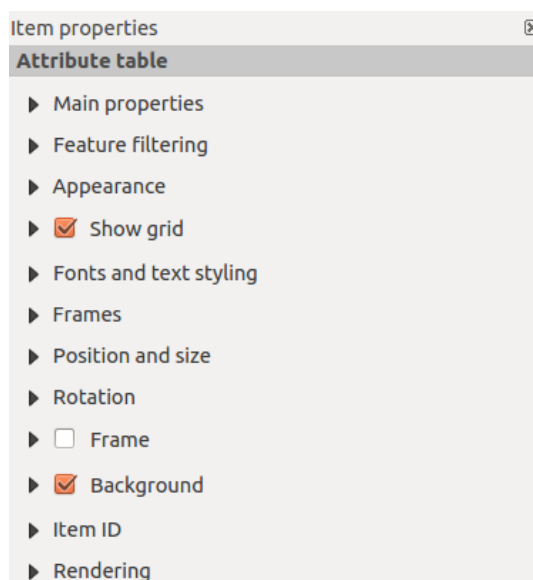 Item properties
Attribute table
Main properties
Feature filtering
Appearance
Show grid
Fonts and text styling
Frames
Position and size
Rotation
Frame
Background
Item ID
Rendering